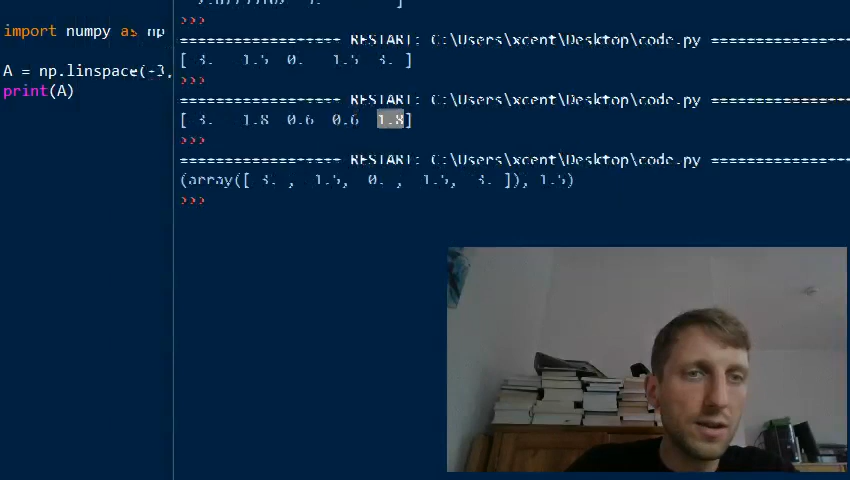 import numpy as np
A = np.linspace(-3,
print(A)
>>>
=================== RESTART: C:\Users\xcent\Desktop\code.py ===================
[ 3. 1.5 0. 1.5 3. ]
>>>
=================== RESTART: C:\Users\xcent\Desktop\code.py ===================
[ 3. 1.8 0.6 0.6 1.8]
>>>
=================== RESTART: C:\Users\xcent\Desktop\code.py ===================
(array([ 3. , 1.5, 0. , 1.5, 3. ]), 1.5)
>>>